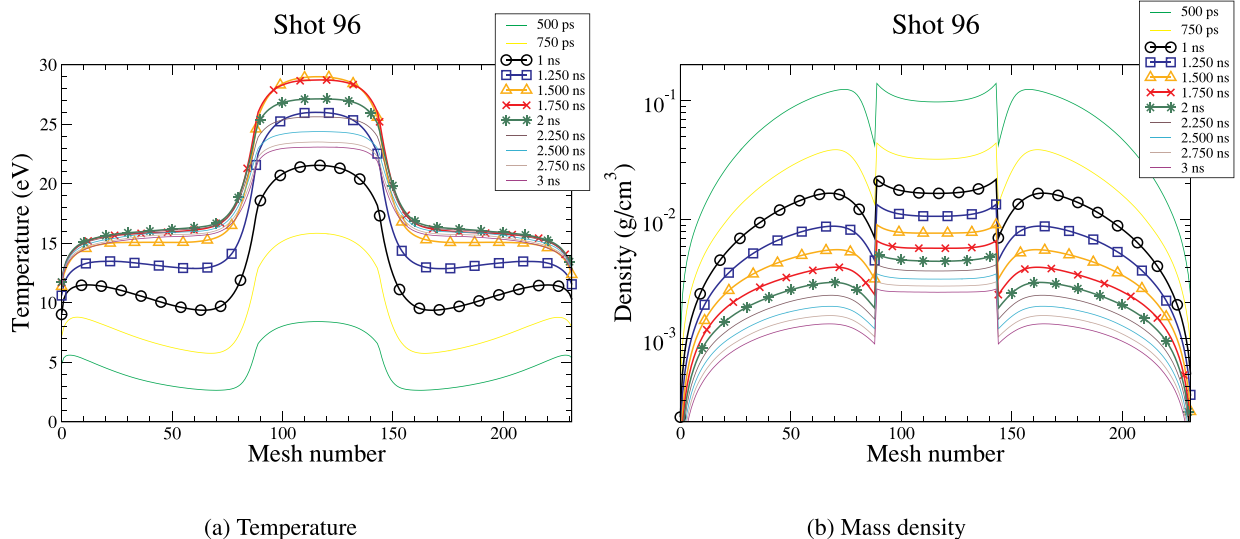 Shot 96
500 ps
750 ps
1 ns
1.250 ns
1.500 ns
1.750 ns
2 ns
2.250 ns
2.500 ns
2.750 ns
3 ns
30
25
20
15
10
5
0
Temperature (eV)
0 50 100 150 200
Mesh number
(a) Temperature
Shot 96
500 ps
750 ps
1 ns
1.250 ns
1.500 ns
1.750 ns
2 ns
2.250 ns
2.500 ns
2.750 ns
3 ns
10⁻¹
10⁻²
10⁻³
Density (g/cm³)
0 50 100 150 200
Mesh number
(b) Mass density